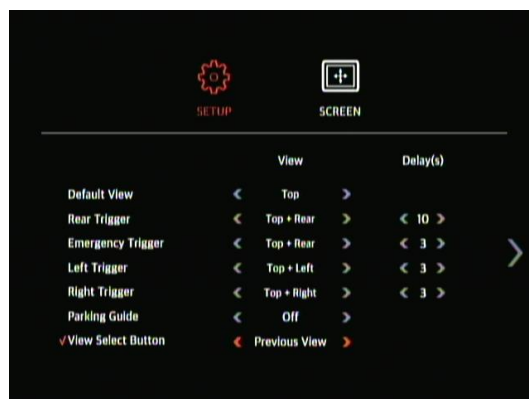 SETUP SCREEN
View Delay(s)
Default View Top
Rear Trigger Top + Rear 10
Emergency Trigger Top + Rear 3
Left Trigger Top + Left 3
Right Trigger Top + Right 3
Parking Guide Off
✓View Select Button Previous View